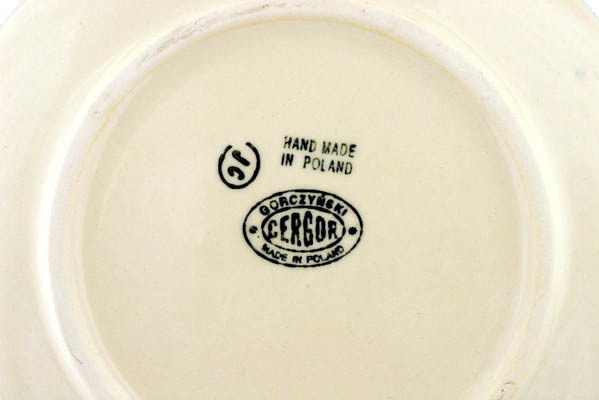 HAND MADE
IN POLAND
GORCZYŃSKI
CERGOR
MADE IN POLAND